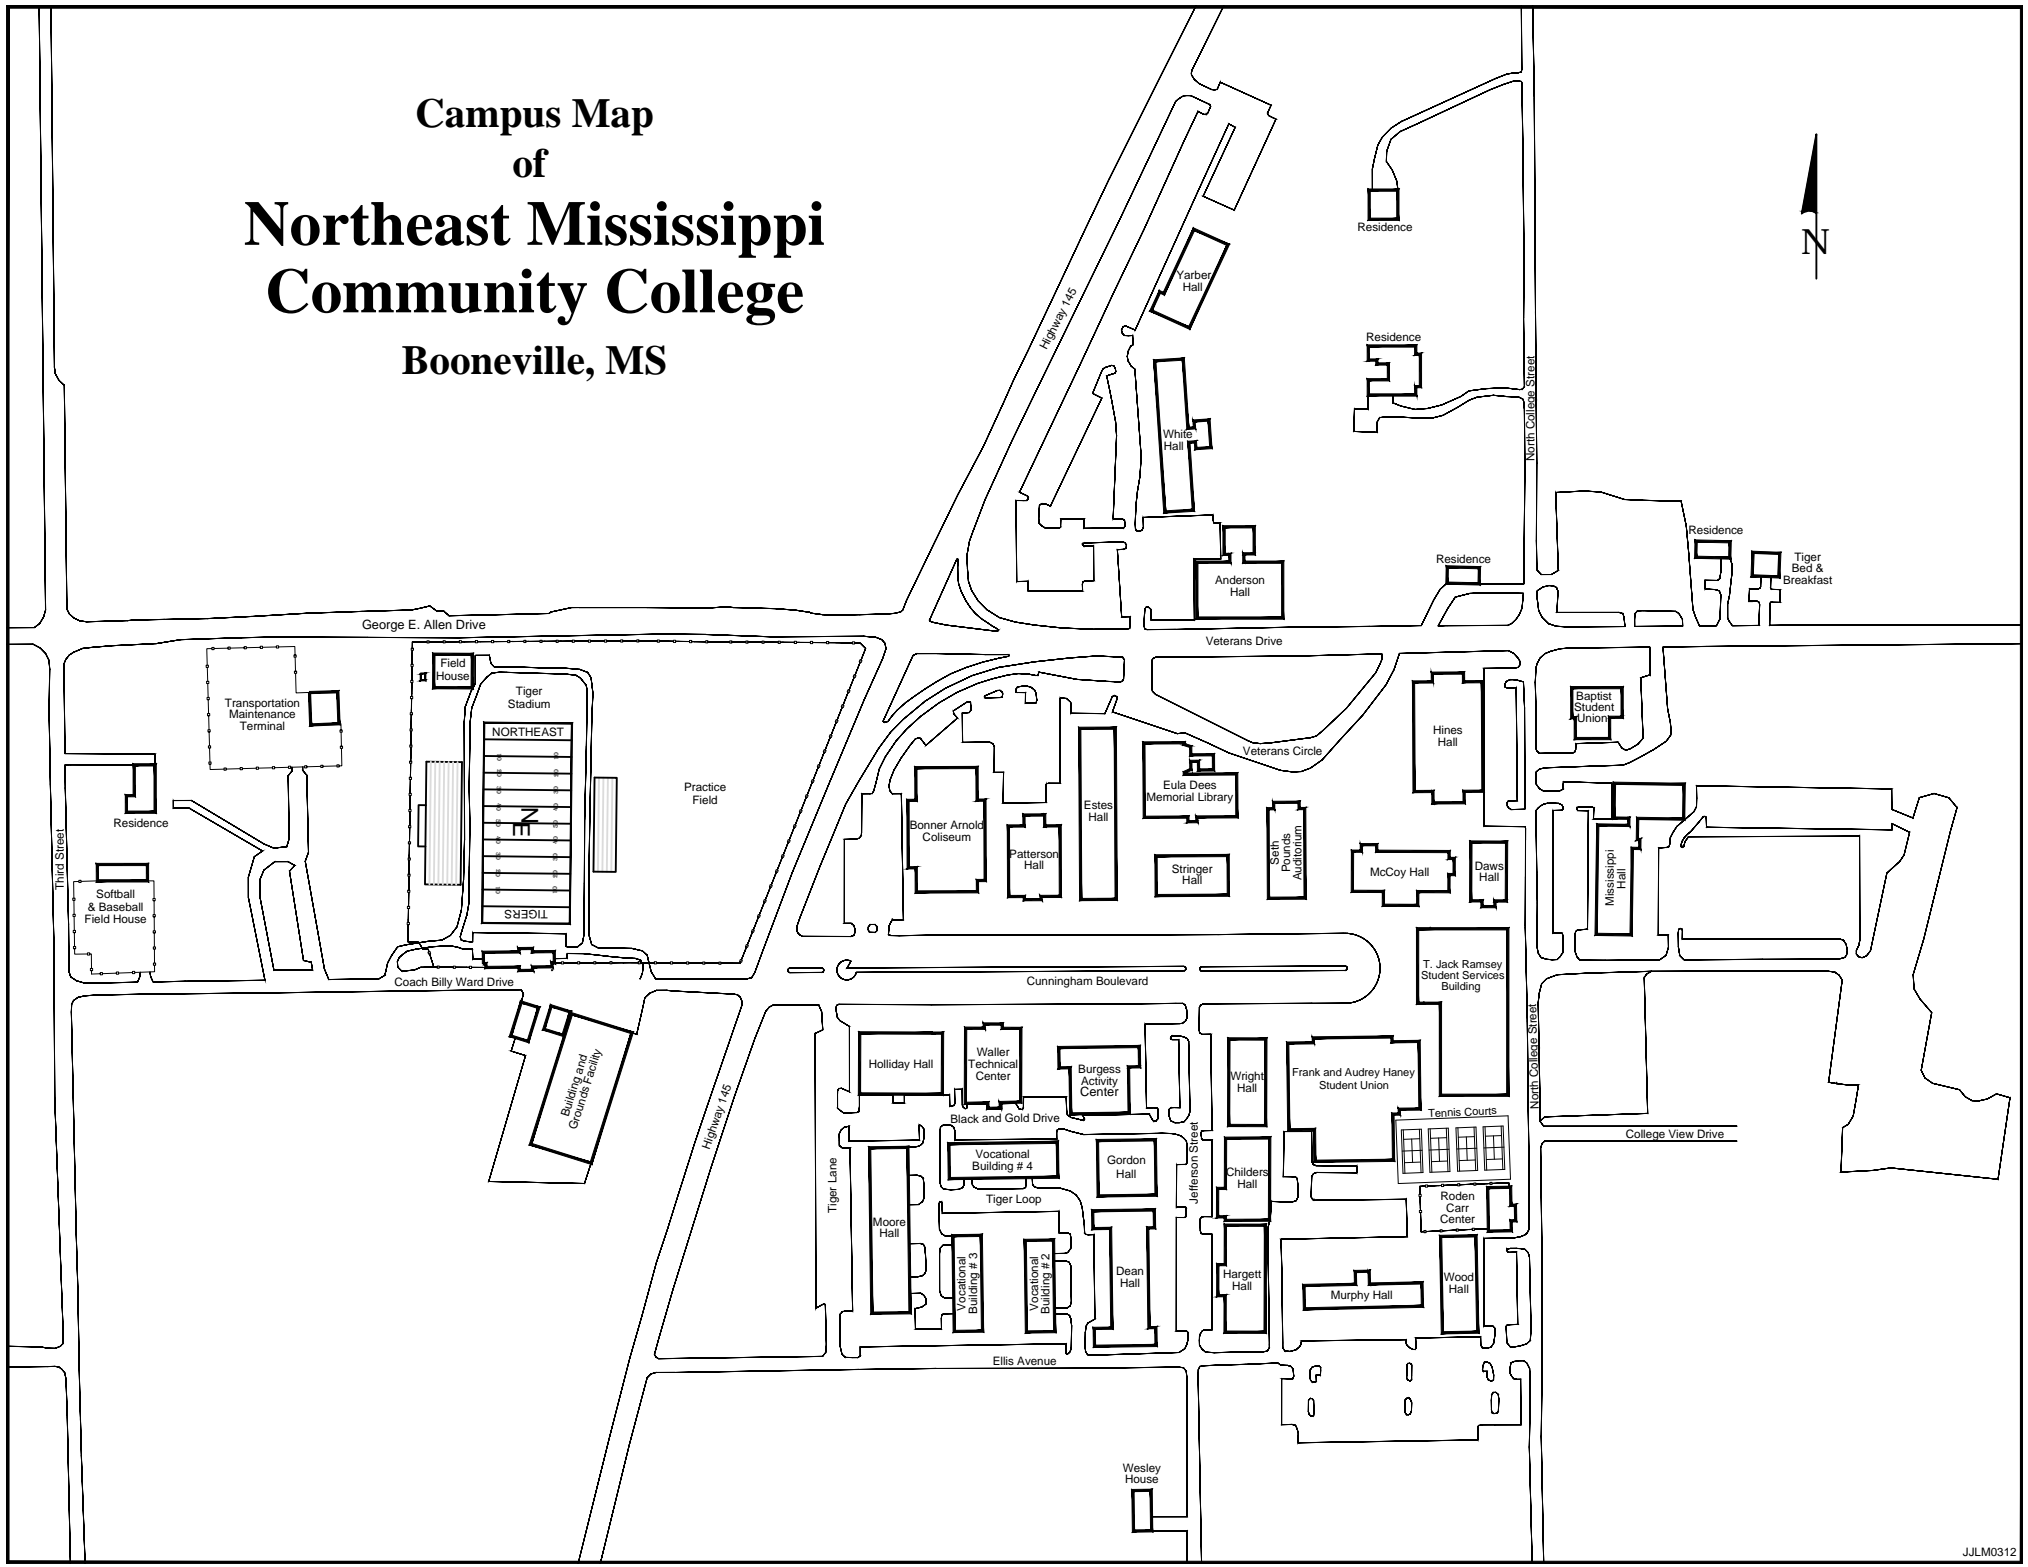 Campus Map
of
Northeast Mississippi
Community College
Booneville, MS
N
Residence
Yarber
Hall
Highway 145
Residence
North College Street
White
Hall
Residence
Tiger
Bed &
Breakfast
Residence
Anderson
Hall
George E. Allen Drive
Veterans Drive
Field
House
Tiger
Stadium
Transportation
Maintenance
Terminal
NORTHEAST
NE
TIGERS
Practice
Field
Baptist
Student
Union
Hines
Hall
Veterans Circle
Eula Dees
Memorial Library
Estes
Hall
Bonner Arnold
Coliseum
Patterson
Hall
Stringer
Hall
Seth
Pounds
Auditorium
McCoy Hall
Daws
Hall
Mississippi
Hall
Residence
Third Street
Softball
& Baseball
Field House
T. Jack Ramsey
Student Services
Building
Coach Billy Ward Drive
Cunningham Boulevard
Building and
Grounds Facility
Highway 145
Holliday Hall
Waller
Technical
Center
Burgess
Activity
Center
Wright
Hall
Frank and Audrey Haney
Student Union
North College Street
Tennis Courts
Black and Gold Drive
College View Drive
Vocational
Building # 4
Gordon
Hall
Jefferson Street
Childers
Hall
Tiger Lane
Tiger Loop
Roden
Carr
Center
Moore
Hall
Vocational
Building # 3
Vocational
Building # 2
Dean
Hall
Hargett
Hall
Murphy Hall
Wood
Hall
Ellis Avenue
Wesley
House
JJLM0312